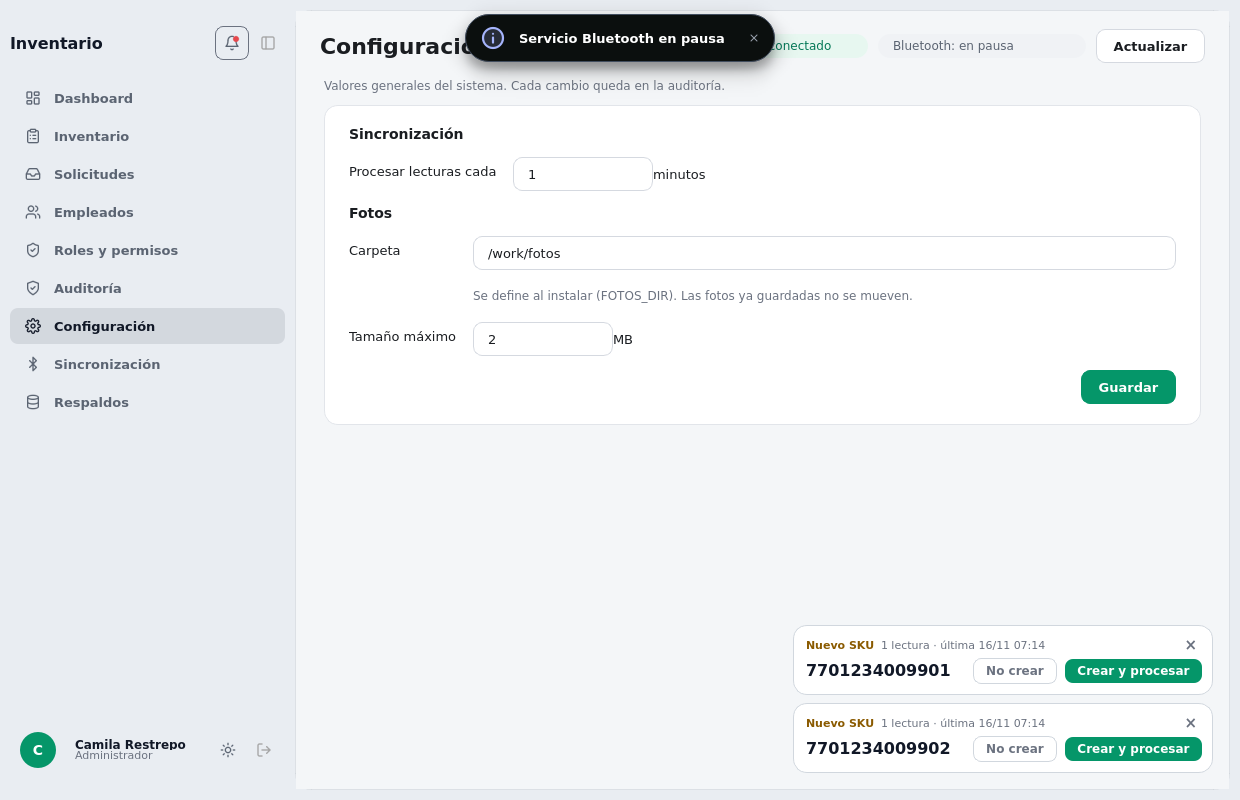 Inventario
Dashboard
Inventario
Solicitudes
Empleados
Roles y permisos
Auditoría
Configuración
Sincronización
Respaldos
C
Camila Restrepo
Administrador
Servicio Bluetooth en pausa
Bluetooth: en pausa
Actualizar
Valores generales del sistema. Cada cambio queda en la auditoría.
Sincronización
Procesar lecturas cada 1 minutos
Fotos
Carpeta /work/fotos
Se define al instalar (FOTOS_DIR). Las fotos ya guardadas no se mueven.
Tamaño máximo 2 MB
Guardar
Nuevo SKU 1 lectura · última 16/11 07:14
7701234009901 No crear Crear y procesar
Nuevo SKU 1 lectura · última 16/11 07:14
7701234009902 No crear Crear y procesar